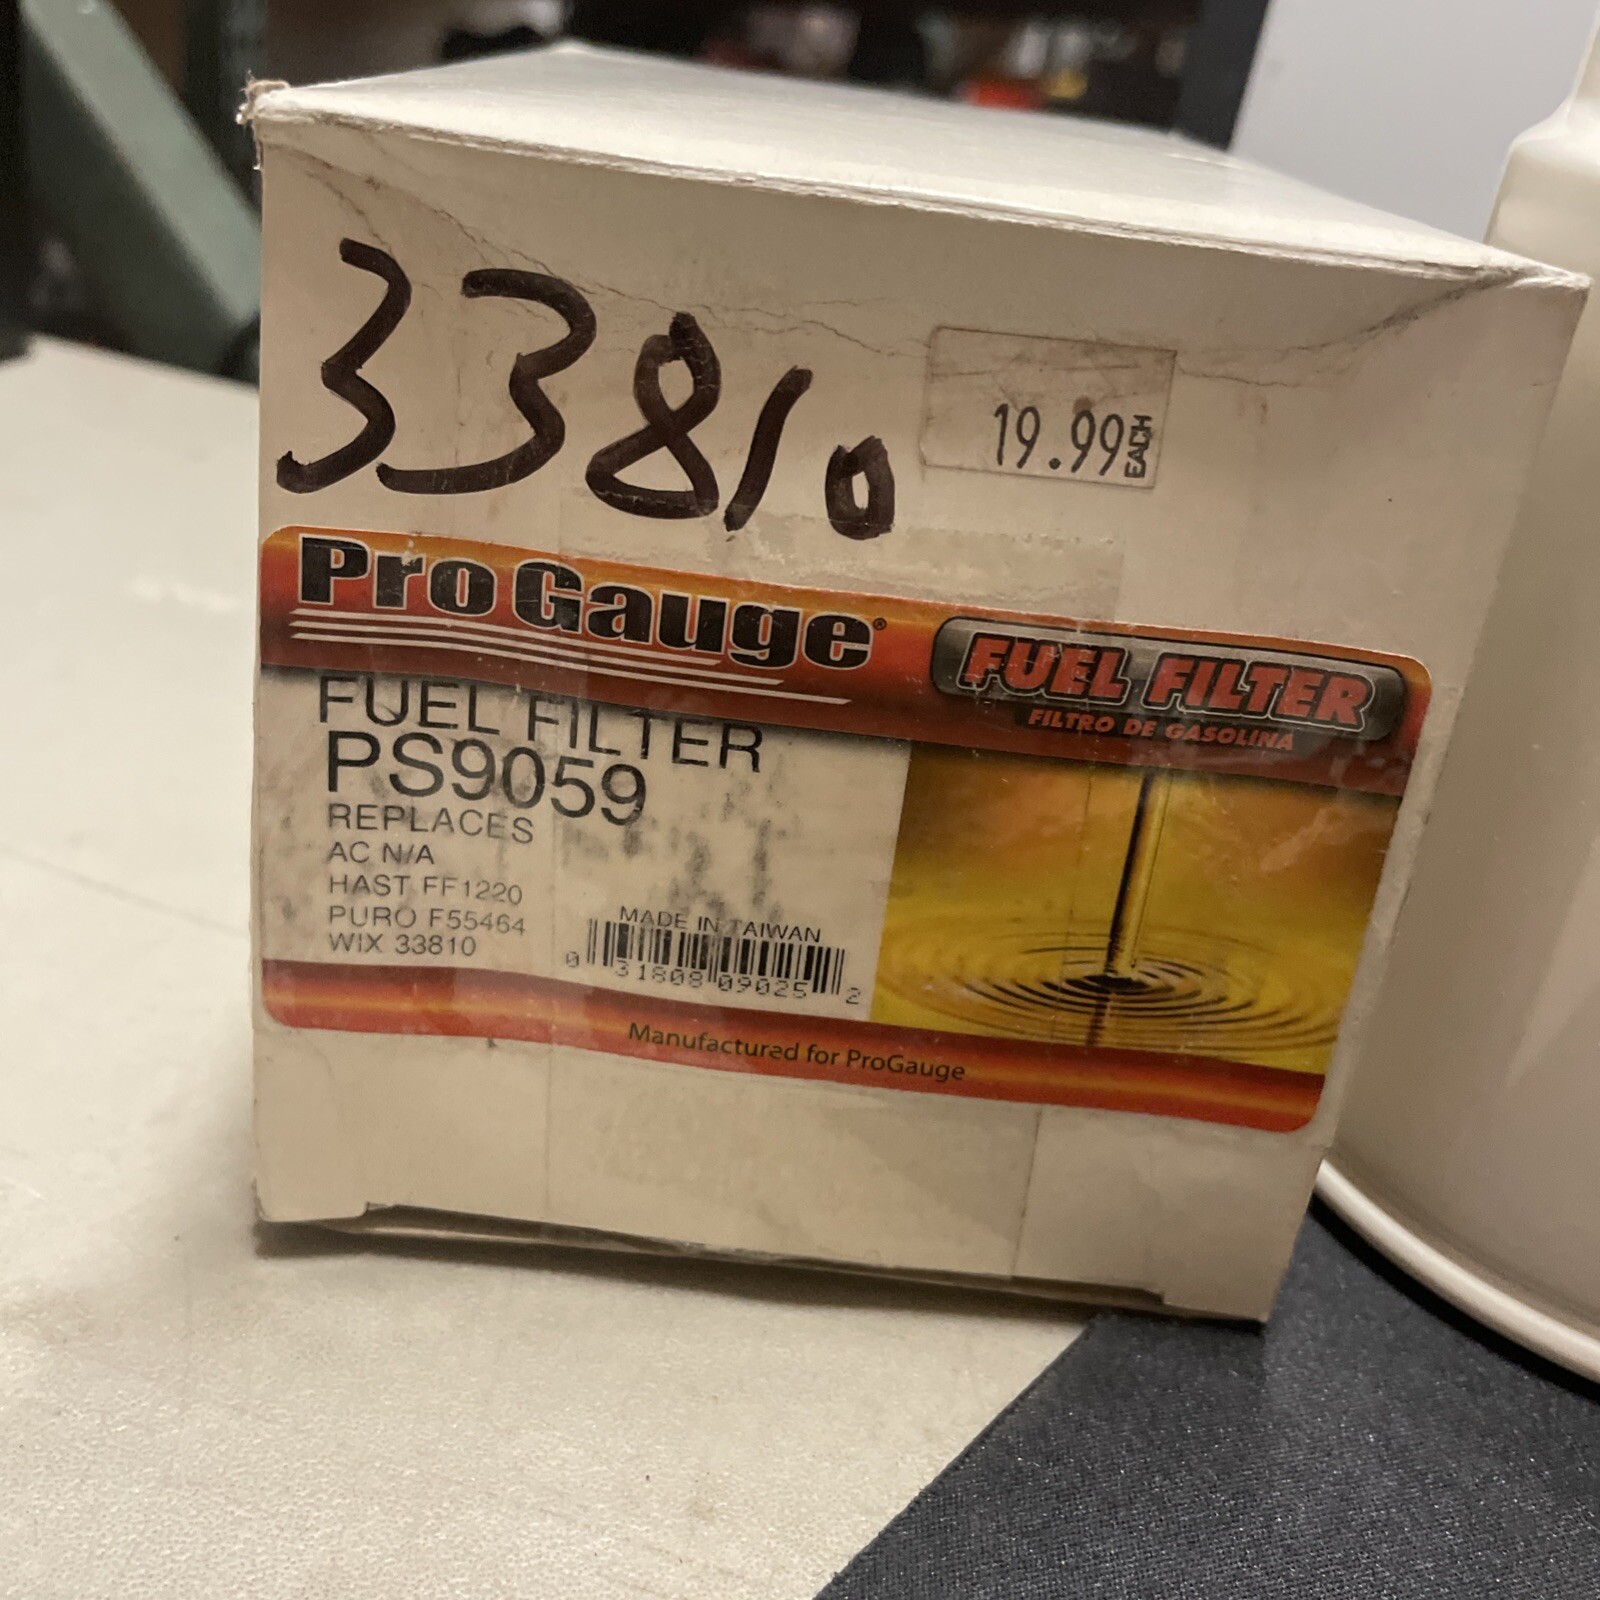 33810
19.99 EACH
Pro Gauge®
FUEL FILTER
FILTRO DE GASOLINA
FUEL FILTER
PS9059
REPLACES
AC N/A
HAST FF1220
PURO F55464
WIX 33810
MADE IN TAIWAN
0 31808 09025 2
Manufactured for ProGauge